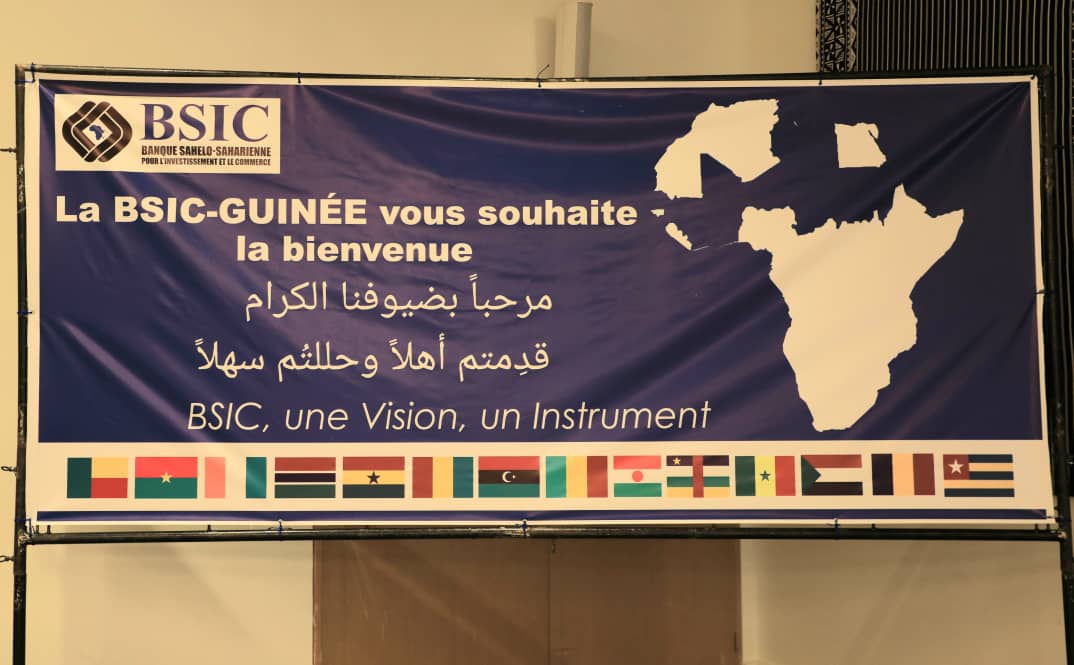 BSIC
BANQUE SAHELO-SAHARIENNE
POUR L'INVESTISSEMENT ET LE COMMERCE
La BSIC-GUINÉE vous souhaite
la bienvenue
مرحباً بضيوفنا الكرام
قدِمتم أهلاً وحللتُم سهلاً
BSIC, une Vision, un Instrument